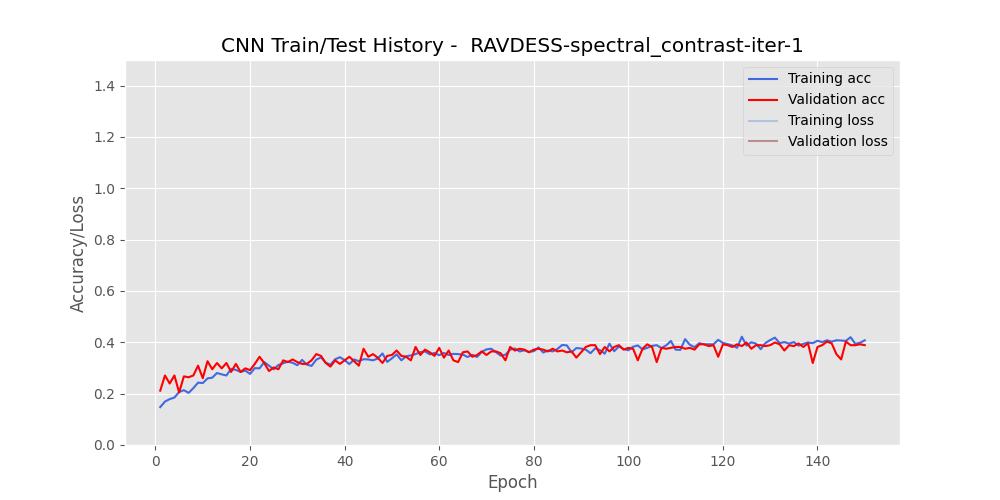 CNN Train/Test History -  RAVDESS-spectral_contrast-iter-1
Training acc
Validation acc
Training loss
Validation loss
Accuracy/Loss
1.4
1.2
1.0
0.8
0.6
0.4
0.2
0.0
0 20 40 60 80 100 120 140
Epoch